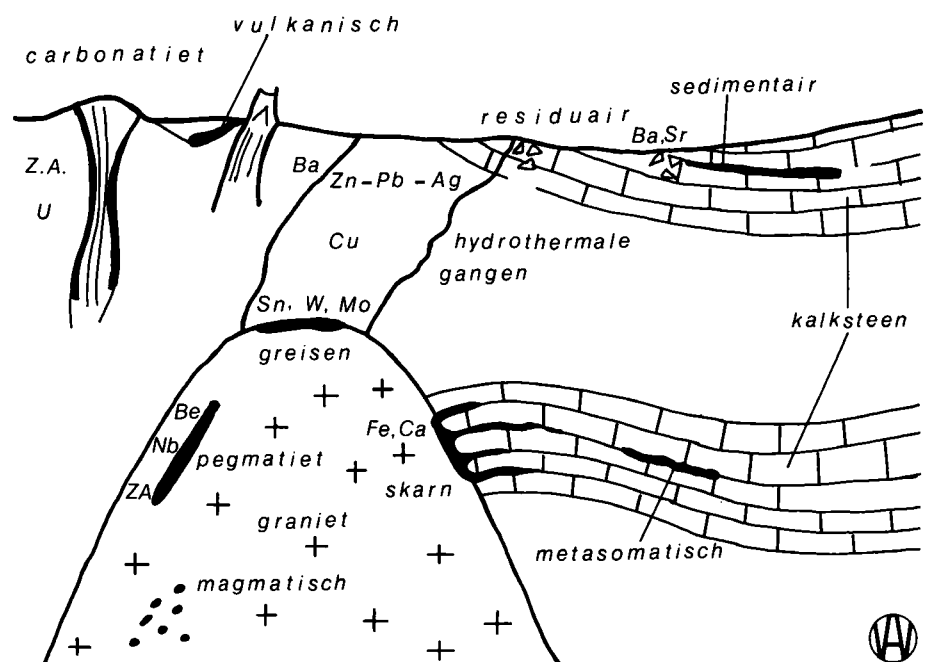 vulkanisch
carbonatiet
sedimentair
residuair
Ba,Sr
Z.A.
U
Ba
Zn-Pb-Ag
Cu
hydrothermale
gangen
Sn, W, Mo
kalksteen
greisen
Be
Nb
ZA
pegmatiet
Fe,Ca
skarn
graniet
metasomatisch
magmatisch